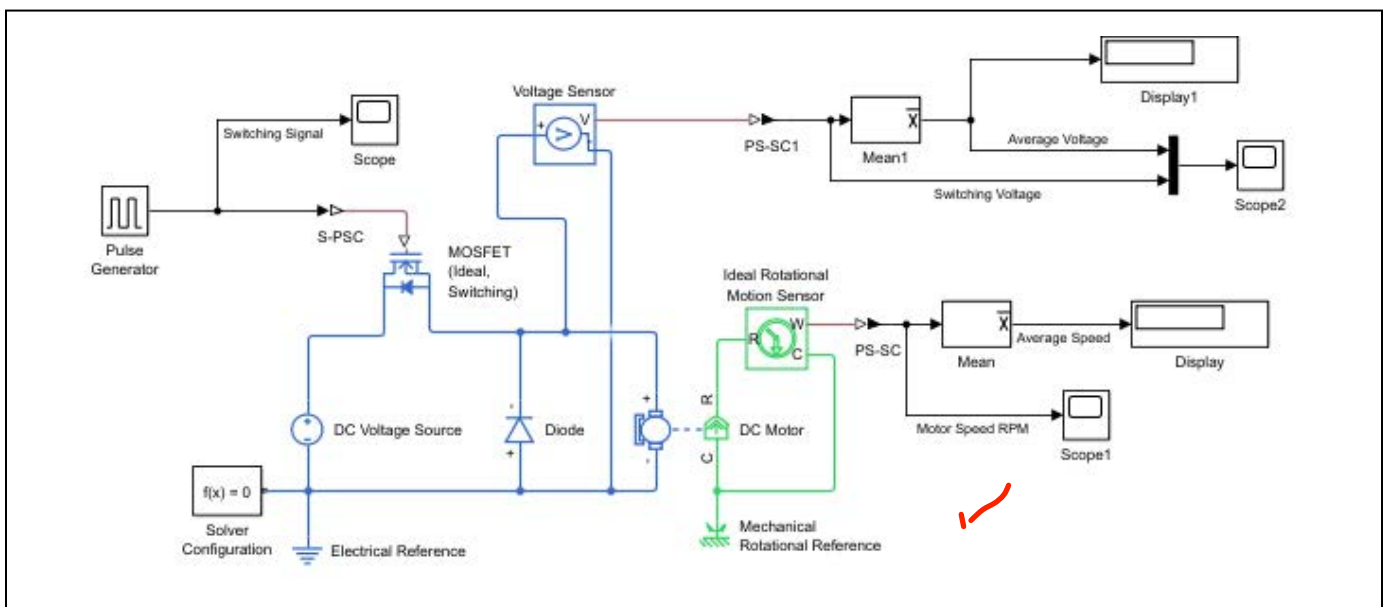 Voltage Sensor
+
V
-
Switching Signal
Scope
Pulse
Generator
S-PSC
MOSFET
(Ideal,
Switching)
PS-SC1
x
Mean1
Display1
Average Voltage
Switching Voltage
Scope2
Ideal Rotational
Motion Sensor
R
W
C
PS-SC
x
Mean
Average Speed
Display
Motor Speed RPM
Scope1
DC Voltage Source
-
Diode
+
+
-
R
C
DC Motor
f(x) = 0
Solver
Configuration
Electrical Reference
Mechanical
Rotational Reference